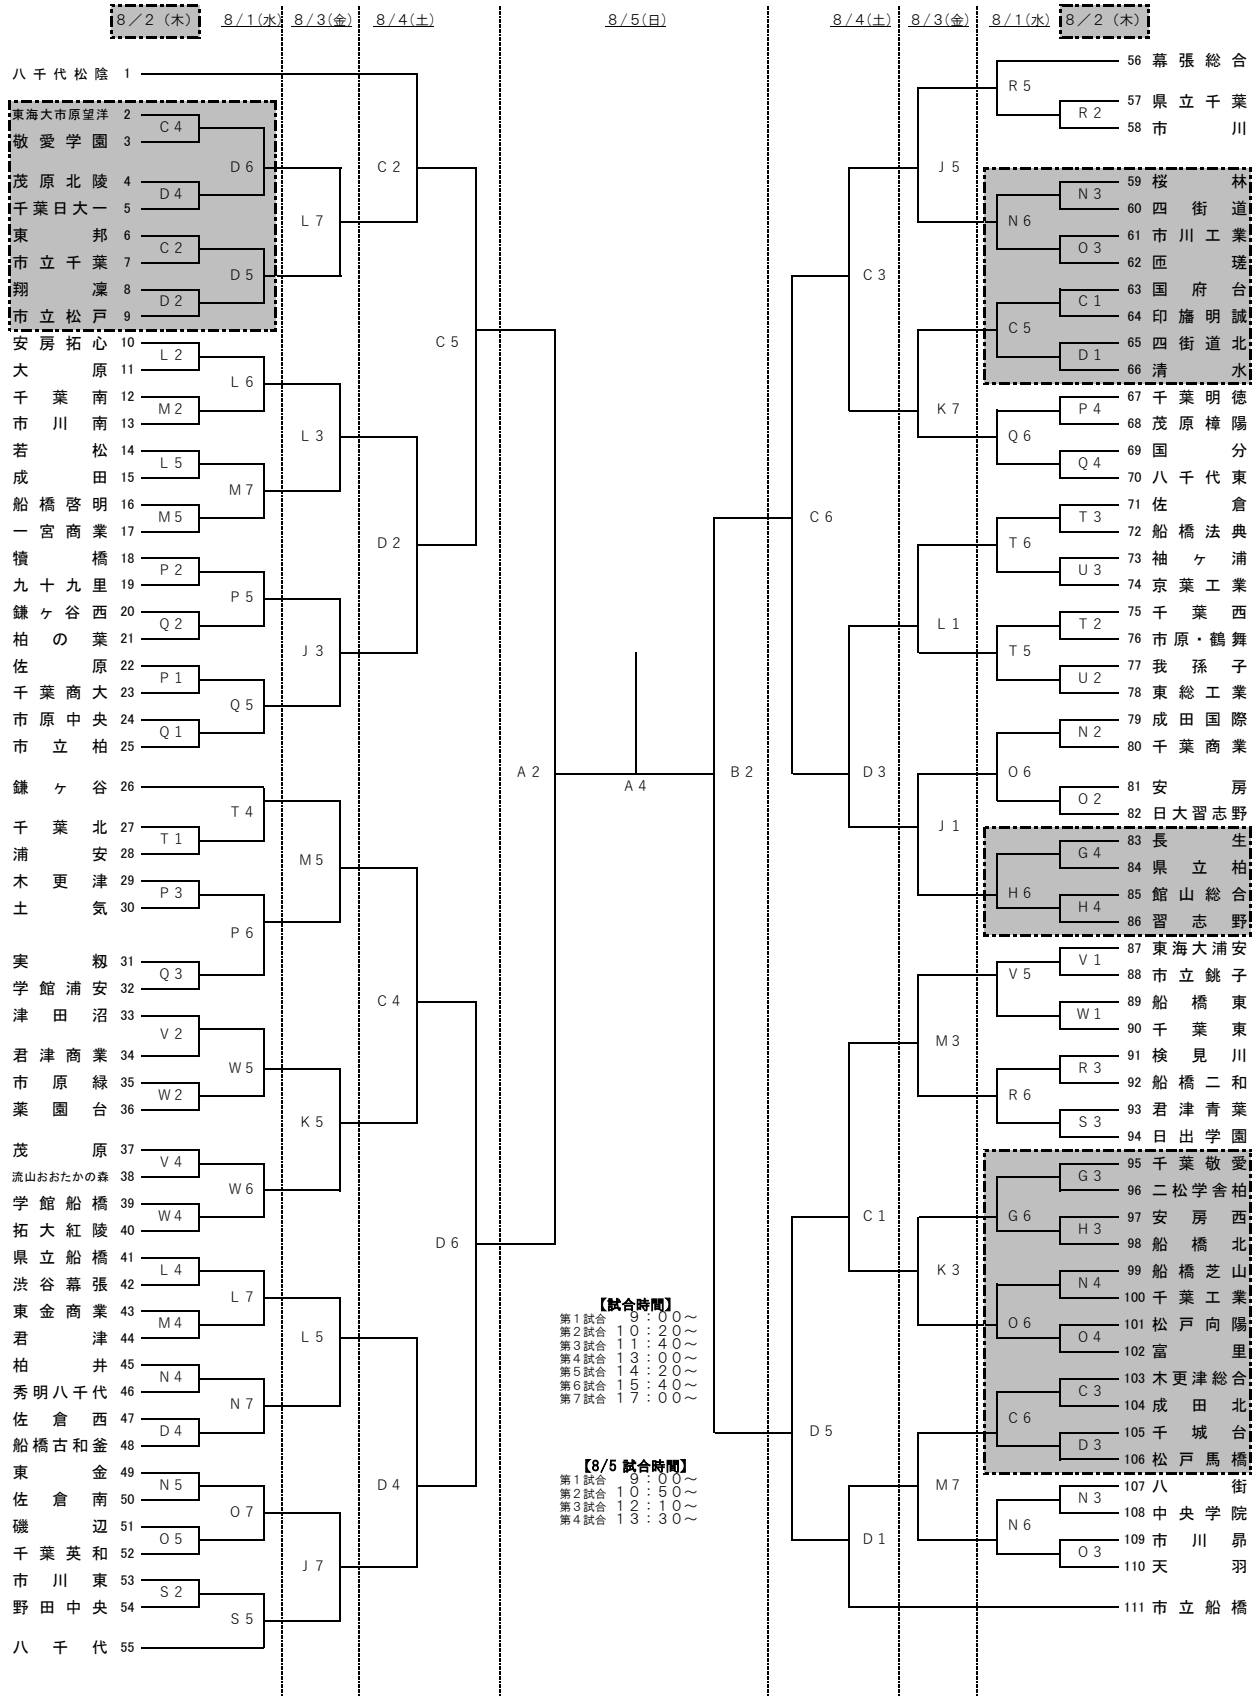 ８／２（木） ８/１(水) ８/３(金) ８/４(土) ８/５(日) ８/４(土) ８/３(金) ８/１(水) ８／２（木）
八千代松陰 1
東海大市原望洋 2
敬愛学園 3
茂原北陵 4
千葉日大一 5
東邦 6
市立千葉 7
翔凜 8
市立松戸 9
安房拓心 10
大原 11
千葉南 12
市川南 13
若松 14
成田 15
船橋啓明 16
一宮商業 17
犢橋 18
九十九里 19
鎌ヶ谷西 20
柏の葉 21
佐原 22
千葉商大 23
市原中央 24
市立柏 25
鎌ヶ谷 26
千葉北 27
浦安 28
木更津 29
土気 30
実籾 31
学館浦安 32
津田沼 33
君津商業 34
市原緑 35
薬園台 36
茂原 37
流山おおたかの森 38
学館船橋 39
拓大紅陵 40
県立船橋 41
渋谷幕張 42
東金商業 43
君津 44
柏井 45
秀明八千代 46
佐倉西 47
船橋古和釜 48
東金 49
佐倉南 50
磯辺 51
千葉英和 52
市川東 53
野田中央 54
八千代 55
C４
D４
C２
D２
L２
M２
L５
M５
P２
Q２
P１
Q１
T１
P３
Q３
V２
W２
V４
W４
L４
M４
N４
D４
N５
O５
S２
D６
D５
L６
M７
P５
Q５
T４
P６
W５
W６
L７
N７
O７
S５
L７
L３
J３
M５
K５
L５
J７
C２
D２
C４
D４
C５
D６
A２
A４
B２
【試合時間】
第１試合 ９：００～
第２試合 １０：２０～
第３試合 １１：４０～
第４試合 １３：００～
第５試合 １４：２０～
第６試合 １５：４０～
第７試合 １７：００～
【8/5 試合時間】
第１試合 ９：００～
第２試合 １０：５０～
第３試合 １２：１０～
第４試合 １３：３０～
C６
D５
C３
D３
C１
D１
J５
K７
L１
J１
M３
K３
M７
R５
N６
C５
Q６
T６
T５
O６
H６
V５
R６
G６
O６
C６
N６
R２
N３
O３
C１
D１
P４
Q４
T３
U３
T２
U２
N２
O２
G４
H４
V１
W１
R３
S３
G３
H３
N４
O４
C３
D３
N３
O３
56 幕張総合
57 県立千葉
58 市川
59 桜林
60 四街道
61 市川工業
62 匝瑳
63 国府台
64 印旛明誠
65 四街道北
66 清水
67 千葉明徳
68 茂原樟陽
69 国分
70 八千代東
71 佐倉
72 船橋法典
73 袖ヶ浦
74 京葉工業
75 千葉西
76 市原・鶴舞
77 我孫子
78 東総工業
79 成田国際
80 千葉商業
81 安房
82 日大習志野
83 長生
84 県立柏
85 館山総合
86 習志野
87 東海大浦安
88 市立銚子
89 船橋東
90 千葉東
91 検見川
92 船橋二和
93 君津青葉
94 日出学園
95 千葉敬愛
96 二松学舎柏
97 安房西
98 船橋北
99 船橋芝山
100 千葉工業
101 松戸向陽
102 富里
103 木更津総合
104 成田北
105 千城台
106 松戸馬橋
107 八街
108 中央学院
109 市川昴
110 天羽
111 市立船橋